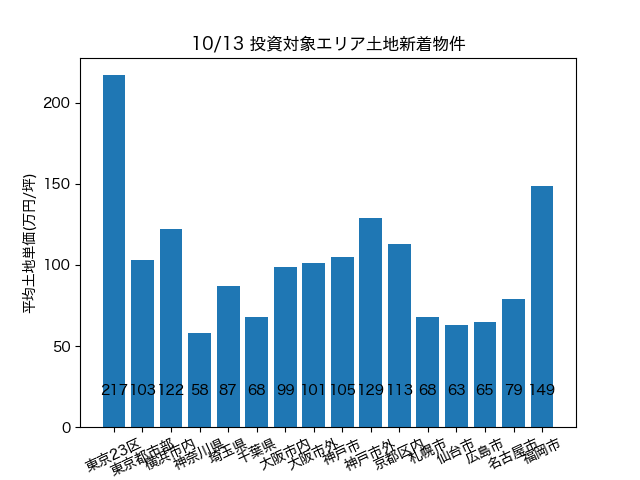 10/13 投資対象エリア土地新着物件
平均土地単価(万円/坪)
200
150
100
50
0
217 103 122 58 87 68 99 101 105 129 113 68 63 65 79 149
東京23区
東京都市部
横浜市内
神奈川県
埼玉県
千葉県
大阪市内
大阪市外
神戸市
神戸市外
京都区内
札幌市
仙台市
広島市
名古屋市
福岡市